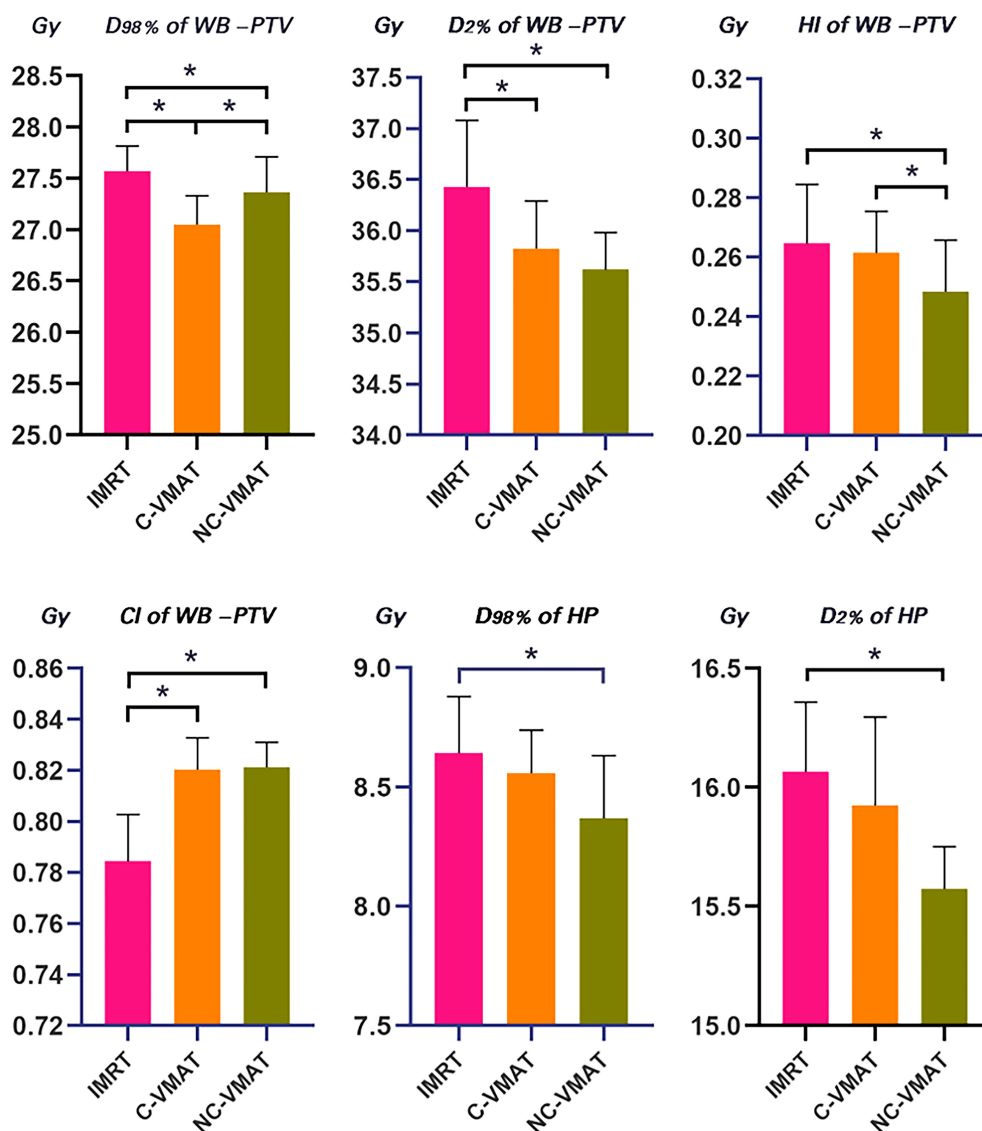 Gy D98% of WB –PTV
28.5
28.0
27.5
27.0
26.5
26.0
25.5
25.0
*
*
*
IMRT
C-VMAT
NC-VMAT
Gy D2% of WB –PTV
37.5
37.0
36.5
36.0
35.5
35.0
34.5
34.0
*
*
IMRT
C-VMAT
NC-VMAT
Gy HI of WB –PTV
0.32
0.30
0.28
0.26
0.24
0.22
0.20
*
*
IMRT
C-VMAT
NC-VMAT
Gy CI of WB –PTV
0.86
0.84
0.82
0.80
0.78
0.76
0.74
0.72
*
*
IMRT
C-VMAT
NC-VMAT
Gy D98% of HP
9.0
8.5
8.0
7.5
*
IMRT
C-VMAT
NC-VMAT
Gy D2% of HP
16.5
16.0
15.5
15.0
*
IMRT
C-VMAT
NC-VMAT